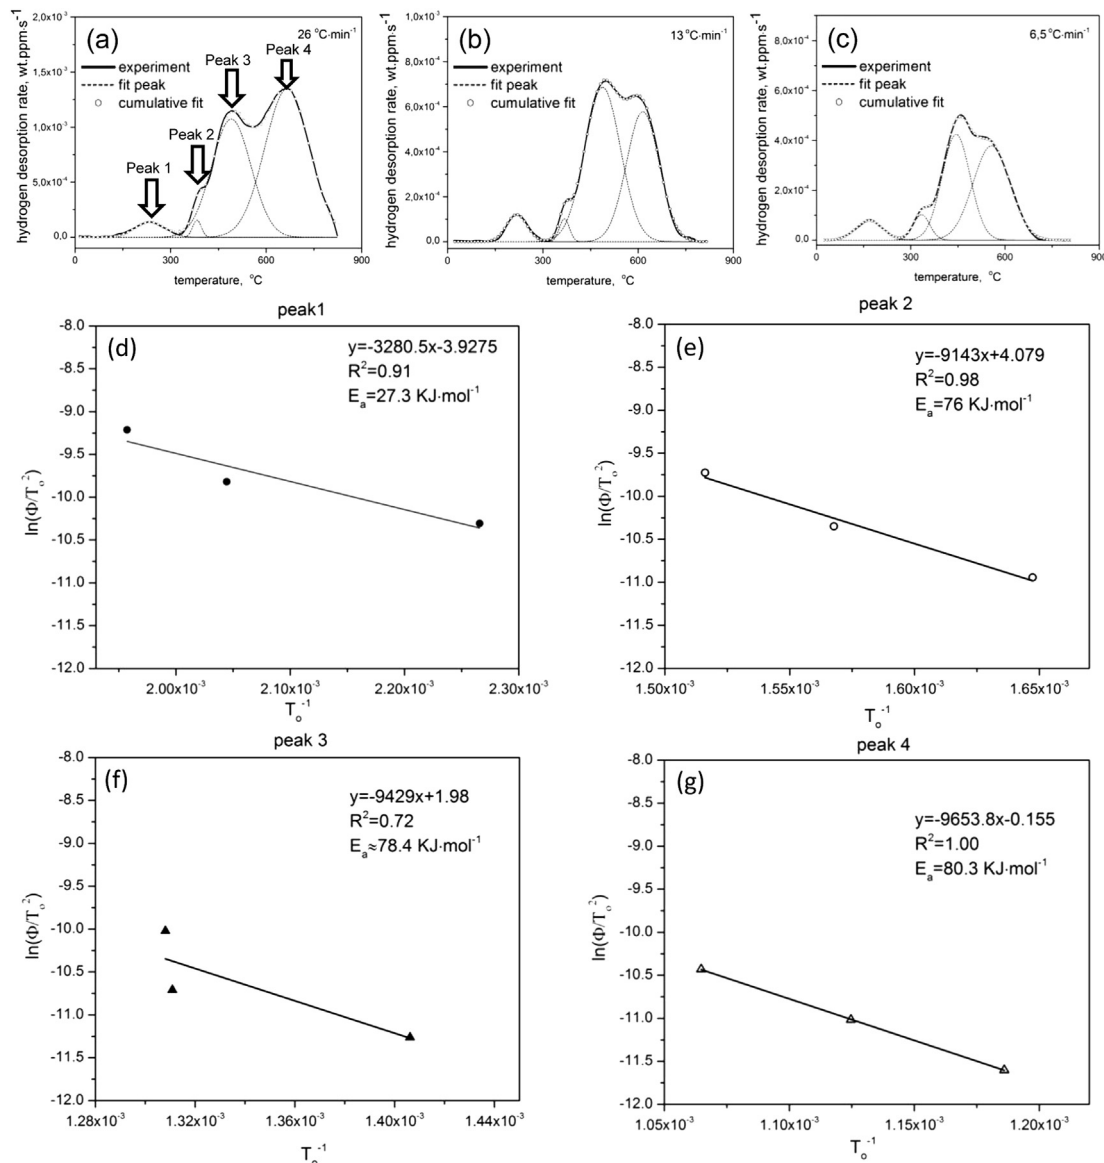 (a)
26 °C·min⁻¹
experiment
fit peak
cumulative fit
Peak 1
Peak 2
Peak 3
Peak 4
hydrogen desorption rate, wt.ppm·s⁻¹
2,0x10⁻³
1,5x10⁻³
1,0x10⁻³
5,0x10⁻⁴
0,0
0 300 600 900
temperature, °C
(b)
13 °C·min⁻¹
experiment
fit peak
cumulative fit
hydrogen desorption rate, wt.ppm·s⁻¹
1,0x10⁻³
8,0x10⁻⁴
6,0x10⁻⁴
4,0x10⁻⁴
2,0x10⁻⁴
0,0
0 300 600 900
temperature, °C
(c)
6,5 °C·min⁻¹
experiment
fit peak
cumulative fit
hydrogen desorption rate, wt.ppm·s⁻¹
8,0x10⁻⁴
6,0x10⁻⁴
4,0x10⁻⁴
2,0x10⁻⁴
0,0
0 300 600 900
temperature, °C
peak1
(d)
y=-3280.5x-3.9275
R²=0.91
Eₐ=27.3 KJ·mol⁻¹
ln(Φ/Tₒ²)
-8.0
-8.5
-9.0
-9.5
-10.0
-10.5
-11.0
-11.5
-12.0
2.00x10⁻³ 2.10x10⁻³ 2.20x10⁻³ 2.30x10⁻³
Tₒ⁻¹
peak 2
(e)
y=-9143x+4.079
R²=0.98
Eₐ=76 KJ·mol⁻¹
ln(Φ/Tₒ²)
-8.0
-8.5
-9.0
-9.5
-10.0
-10.5
-11.0
-11.5
-12.0
1.50x10⁻³ 1.55x10⁻³ 1.60x10⁻³ 1.65x10⁻³
Tₒ⁻¹
peak 3
(f)
y=-9429x+1.98
R²=0.72
Eₐ≈78.4 KJ·mol⁻¹
ln(Φ/Tₒ²)
-8.0
-8.5
-9.0
-9.5
-10.0
-10.5
-11.0
-11.5
-12.0
1.28x10⁻³ 1.32x10⁻³ 1.36x10⁻³ 1.40x10⁻³ 1.44x10⁻³
Tₒ⁻¹
peak 4
(g)
y=-9653.8x-0.155
R²=1.00
Eₐ=80.3 KJ·mol⁻¹
ln(Φ/Tₒ²)
-8.0
-8.5
-9.0
-9.5
-10.0
-10.5
-11.0
-11.5
-12.0
1.05x10⁻³ 1.10x10⁻³ 1.15x10⁻³ 1.20x10⁻³
Tₒ⁻¹